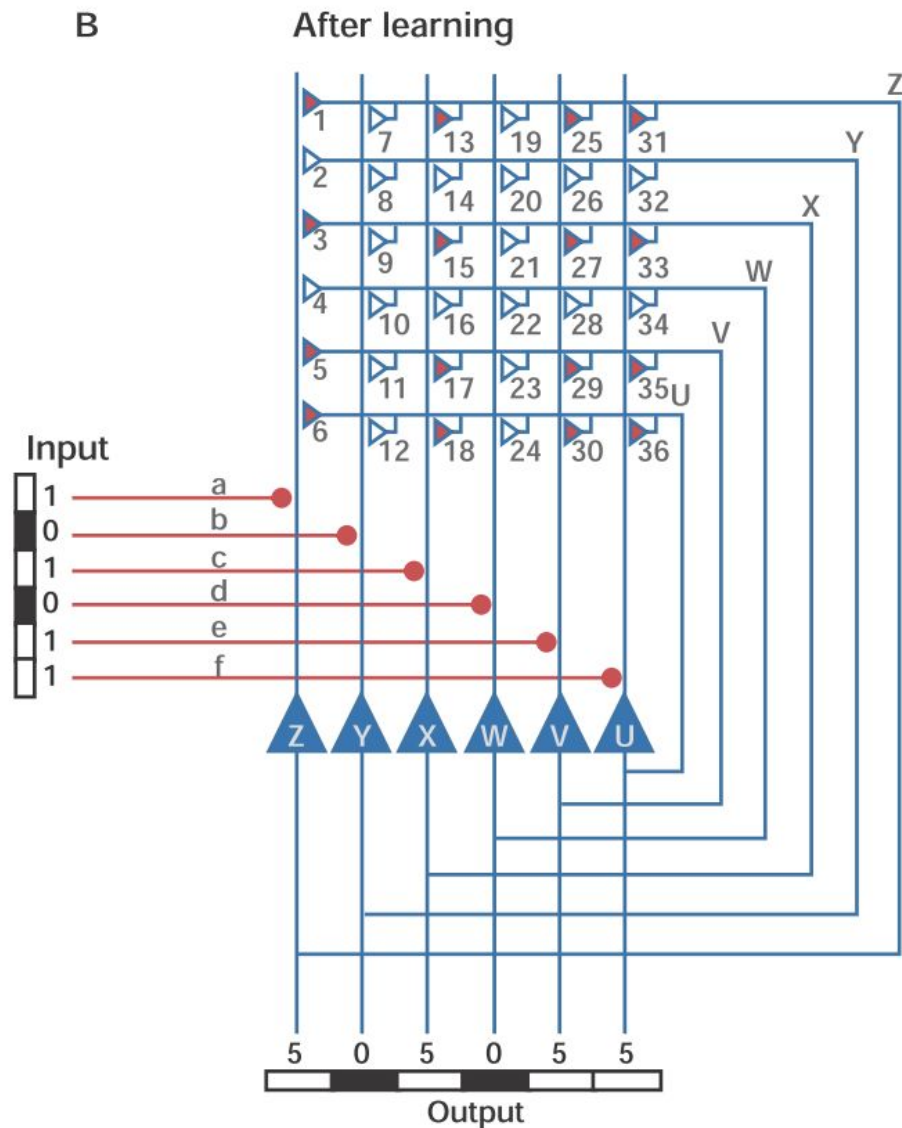 B After learning
Z
1 7 13 19 25 31
Y
2 8 14 20 26 32
X
3 9 15 21 27 33
W
4 10 16 22 28 34
V
5 11 17 23 29 35 U
6 12 18 24 30 36
Input
1 a
0 b
1 c
0 d
1 e
1 f
Z Y X W V U
5 0 5 0 5 5
Output